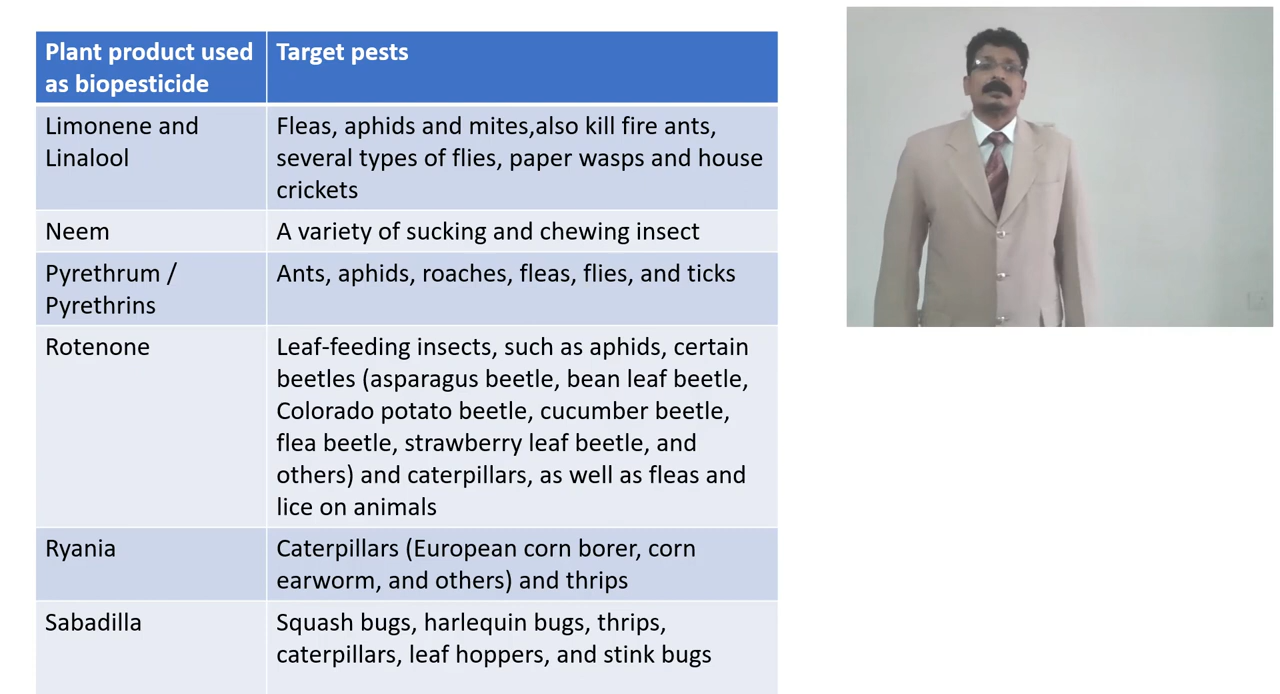 Plant product used
as biopesticide
Target pests
Limonene and
Linalool
Fleas, aphids and mites,also kill fire ants,
several types of flies, paper wasps and house
crickets
Neem
A variety of sucking and chewing insect
Pyrethrum /
Pyrethrins
Ants, aphids, roaches, fleas, flies, and ticks
Rotenone
Leaf-feeding insects, such as aphids, certain
beetles (asparagus beetle, bean leaf beetle,
Colorado potato beetle, cucumber beetle,
flea beetle, strawberry leaf beetle, and
others) and caterpillars, as well as fleas and
lice on animals
Ryania
Caterpillars (European corn borer, corn
earworm, and others) and thrips
Sabadilla
Squash bugs, harlequin bugs, thrips,
caterpillars, leaf hoppers, and stink bugs